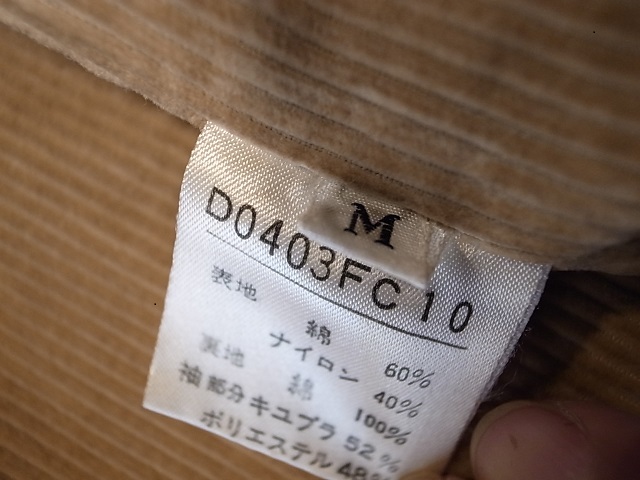 M
D0403FC10
表地
綿 60%
ナイロン 40%
裏地 綿 100%
袖部分 キュプラ 52%
ポリエステル 48%